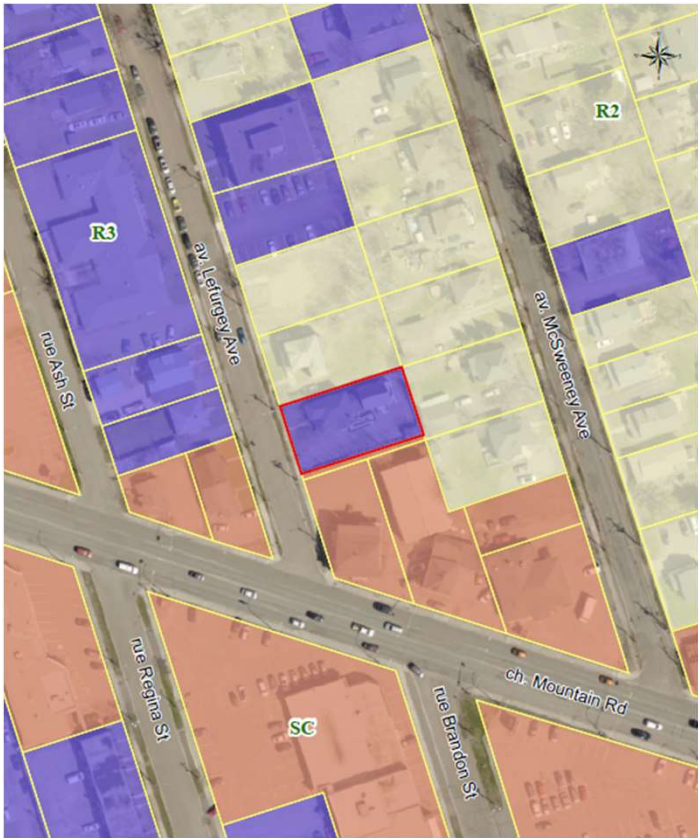 R2
R3
av. Lefurgey Ave
rue Ash St
av. McSweeney Ave
ch. Mountain Rd
rue Regina St
rue Brandon St
SC